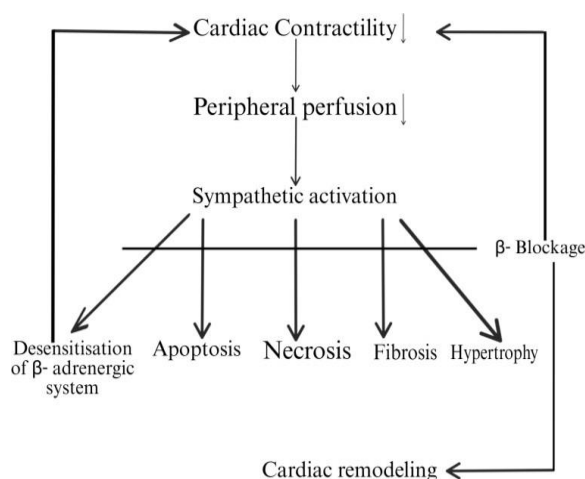 Cardiac Contractility↓
Peripheral perfusion↓
Sympathetic activation
β- Blockage
Desensitisation
of β- adrenergic
system
Apoptosis
Necrosis
Fibrosis
Hypertrophy
Cardiac remodeling